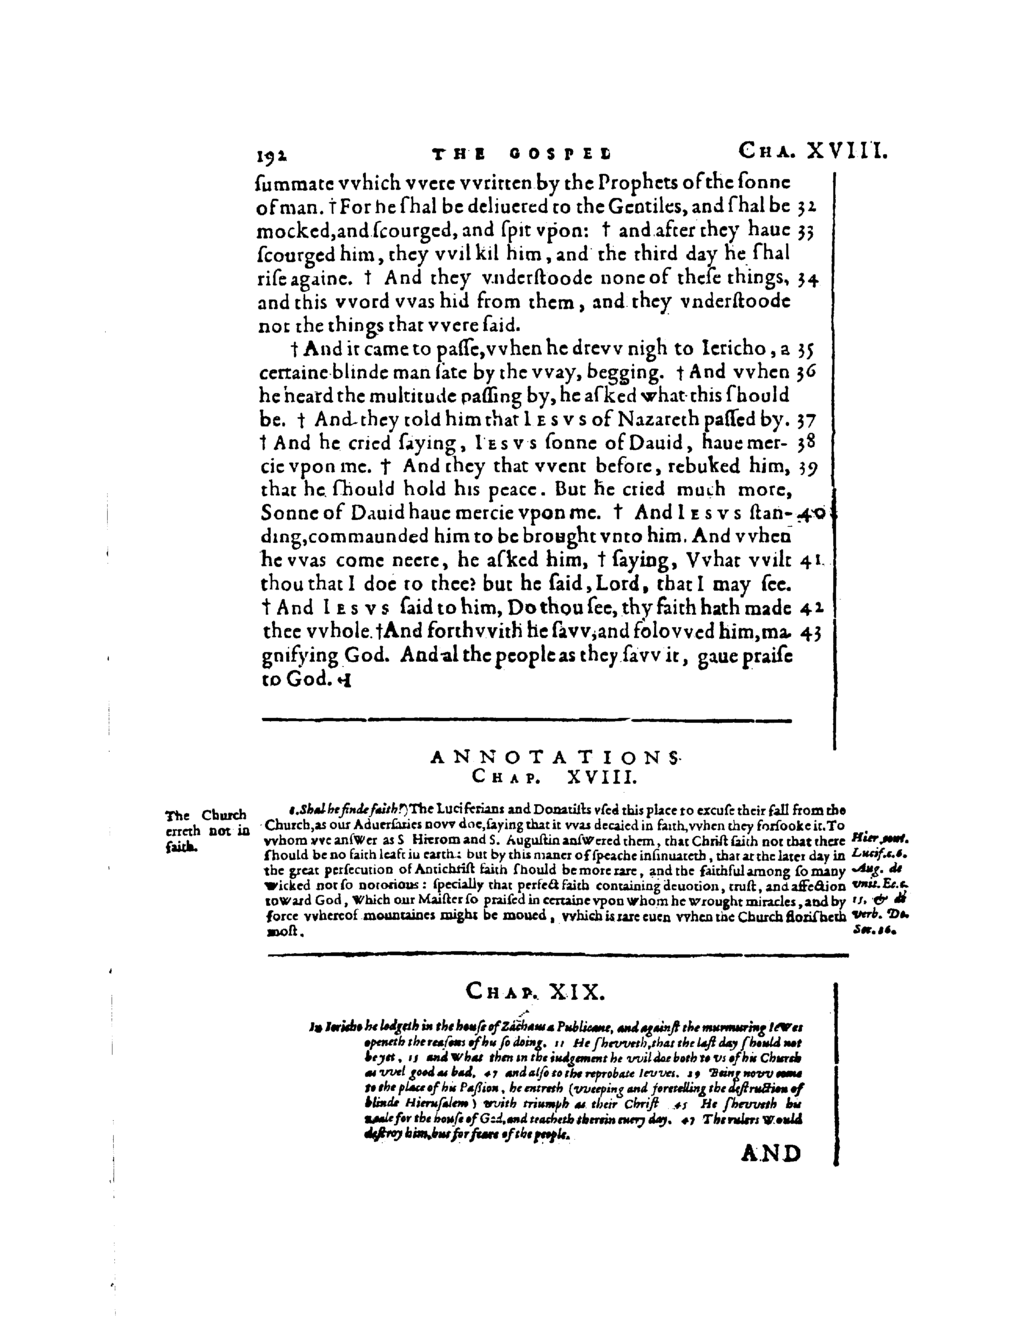 192 THE GOSPEL CHA. XVIII.
ſummate vvhich vvere vvritten by the Prophets of the ſonne
of man. † For he ſhal be deliuered to the Gentiles, and ſhal be 32
mocked, and ſcourged, and ſpit vpon: † and after they haue 33
ſcourged him, they vvil kil him, and the third day he ſhal
riſe againe. † And they vnderſtoode none of theſe things, 34
and this vvord vvas hid from them, and they vnderſtoode
not the things that vvere ſaid.
† And it came to paſſe, vvhen he drevv nigh to Iericho, a 35
certaine blinde man ſate by the vvay, begging. † And vvhen 36
he heard the multitude paſſing by, he aſked what this ſhould
be. † And they told him that IESVS of Nazareth paſſed by. 37
† And he cried ſaying, IESVS ſonne of Dauid, haue mer- 38
cie vpon me. † And they that vvent before, rebuked him, 39
that he ſhould hold his peace. But he cried much more,
Sonne of Dauid haue mercie vpon me. † And IESVS ſtan- 40
ding, commaunded him to be brought vnto him. And vvhen
he vvas come neere, he aſked him, † ſaying, Vvhat vvilt 41.
thou that I doe to thee? but he ſaid, Lord, that I may ſee.
† And IESVS ſaid to him, Do thou ſee, thy faith hath made 42
thee vvhole. † And forthvvith he ſavv, and folovved him, ma- 43
gnifying God. And al the people as they ſavv it, gaue praiſe
to God.
ANNOTATIONS
CHAP. XVIII.
The Church
erreth not in
faith.
8. Shal he finde faith?) The Luciferians and Donatiſts vſed this place to excuſe their fall from the
Church, as our Aduerſaries novv doe, ſaying that it vvas decaied in faith, vvhen they forſooke it. To
vvhom vve anſwer as S Hierom and S. Auguſtin anſwered them, that Chriſt ſaith not that there
ſhould be no faith leaſt in earth: but by this maner of ſpeache inſinuateth, that at the later day in
the great perſecution of Antichriſt faith ſhould be more rare, and the faithful among ſo many
wicked not ſo notorious: ſpecially that perfect faith containing deuotion, truſt, and affection
toward God, which our Maiſter ſo praiſed in certaine vpon whom he wrought miracles, and by
force vvhereof mountaines might be moued, vvhich is rare euen vvhen the Church floriſheth
moſt.
Hier. cont.
Lucif. c. 6.
Aug. de
vnit. Ec. c.
15. & de
verb. Do.
Ser. 36.
CHAP. XIX.
In Iericho he lodgeth in the houſe of Zachæus a Publicane, and againſt the murmuring Iewes
openeth the reaſons of his ſo doing. 11 He ſhevveth, that the laſt day ſhould not
be yet, 15 and what then in the iudgement he vvil doe both to vs of his Church
as vvel good as bad, 27 and alſo to the reprobate Ievves. 29 Being novv come
to the place of his Paſsion, he entreth (vveeping and foretelling the deſtruction of
blinde Hieruſalem) vvith triumph as their Chriſt. 45 He ſhevveth his
zeale for the houſe of God, and teacheth therein euery day. 47 The rulers would
deſtroy him, but for feare of the people.
AND